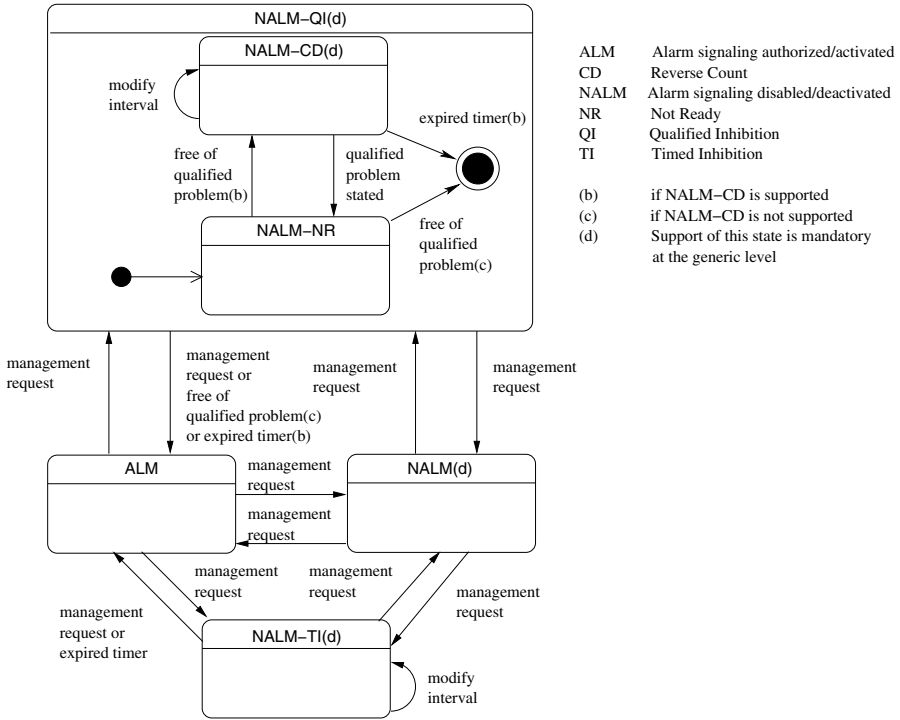 NALM−QI(d)
NALM−CD(d)
modify
interval
expired timer(b)
free of
qualified
problem(b)
qualified
problem
stated
NALM−NR
free of
qualified
problem(c)
ALM Alarm signaling authorized/activated
CD Reverse Count
NALM Alarm signaling disabled/deactivated
NR Not Ready
QI Qualified Inhibition
TI Timed Inhibition
(b) if NALM−CD is supported
(c) if NALM−CD is not supported
(d) Support of this state is mandatory
at the generic level
management
request
management
request or
free of
qualified problem(c)
or expired timer(b)
management
request
management
request
ALM
management
request
management
request
NALM(d)
management
request
management
request
management
request or
expired timer
management
request
NALM−TI(d)
modify
interval